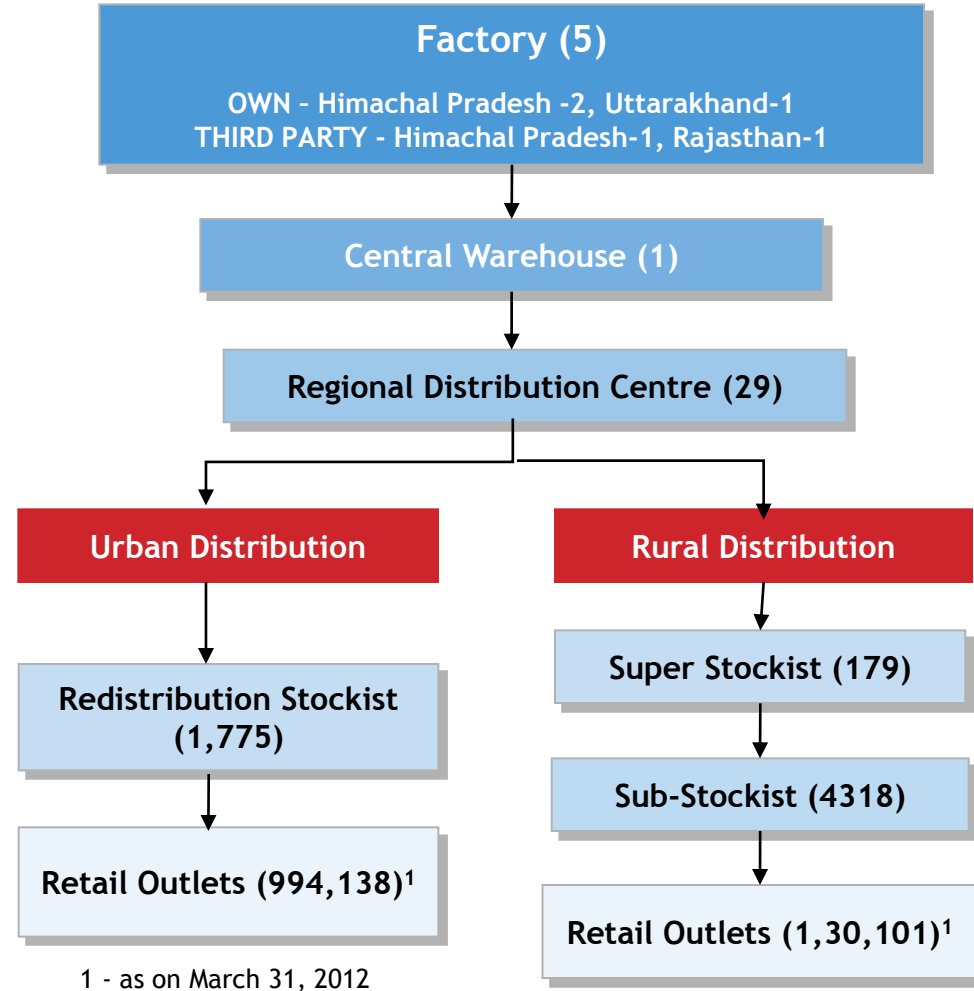 Factory (5)
OWN – Himachal Pradesh -2, Uttarakhand-1
THIRD PARTY - Himachal Pradesh-1, Rajasthan-1
Central Warehouse (1)
Regional Distribution Centre (29)
Urban Distribution
Redistribution Stockist
(1,775)
Retail Outlets (994,138)¹
Rural Distribution
Super Stockist (179)
Sub-Stockist (4318)
Retail Outlets (1,30,101)¹
1 - as on March 31, 2012